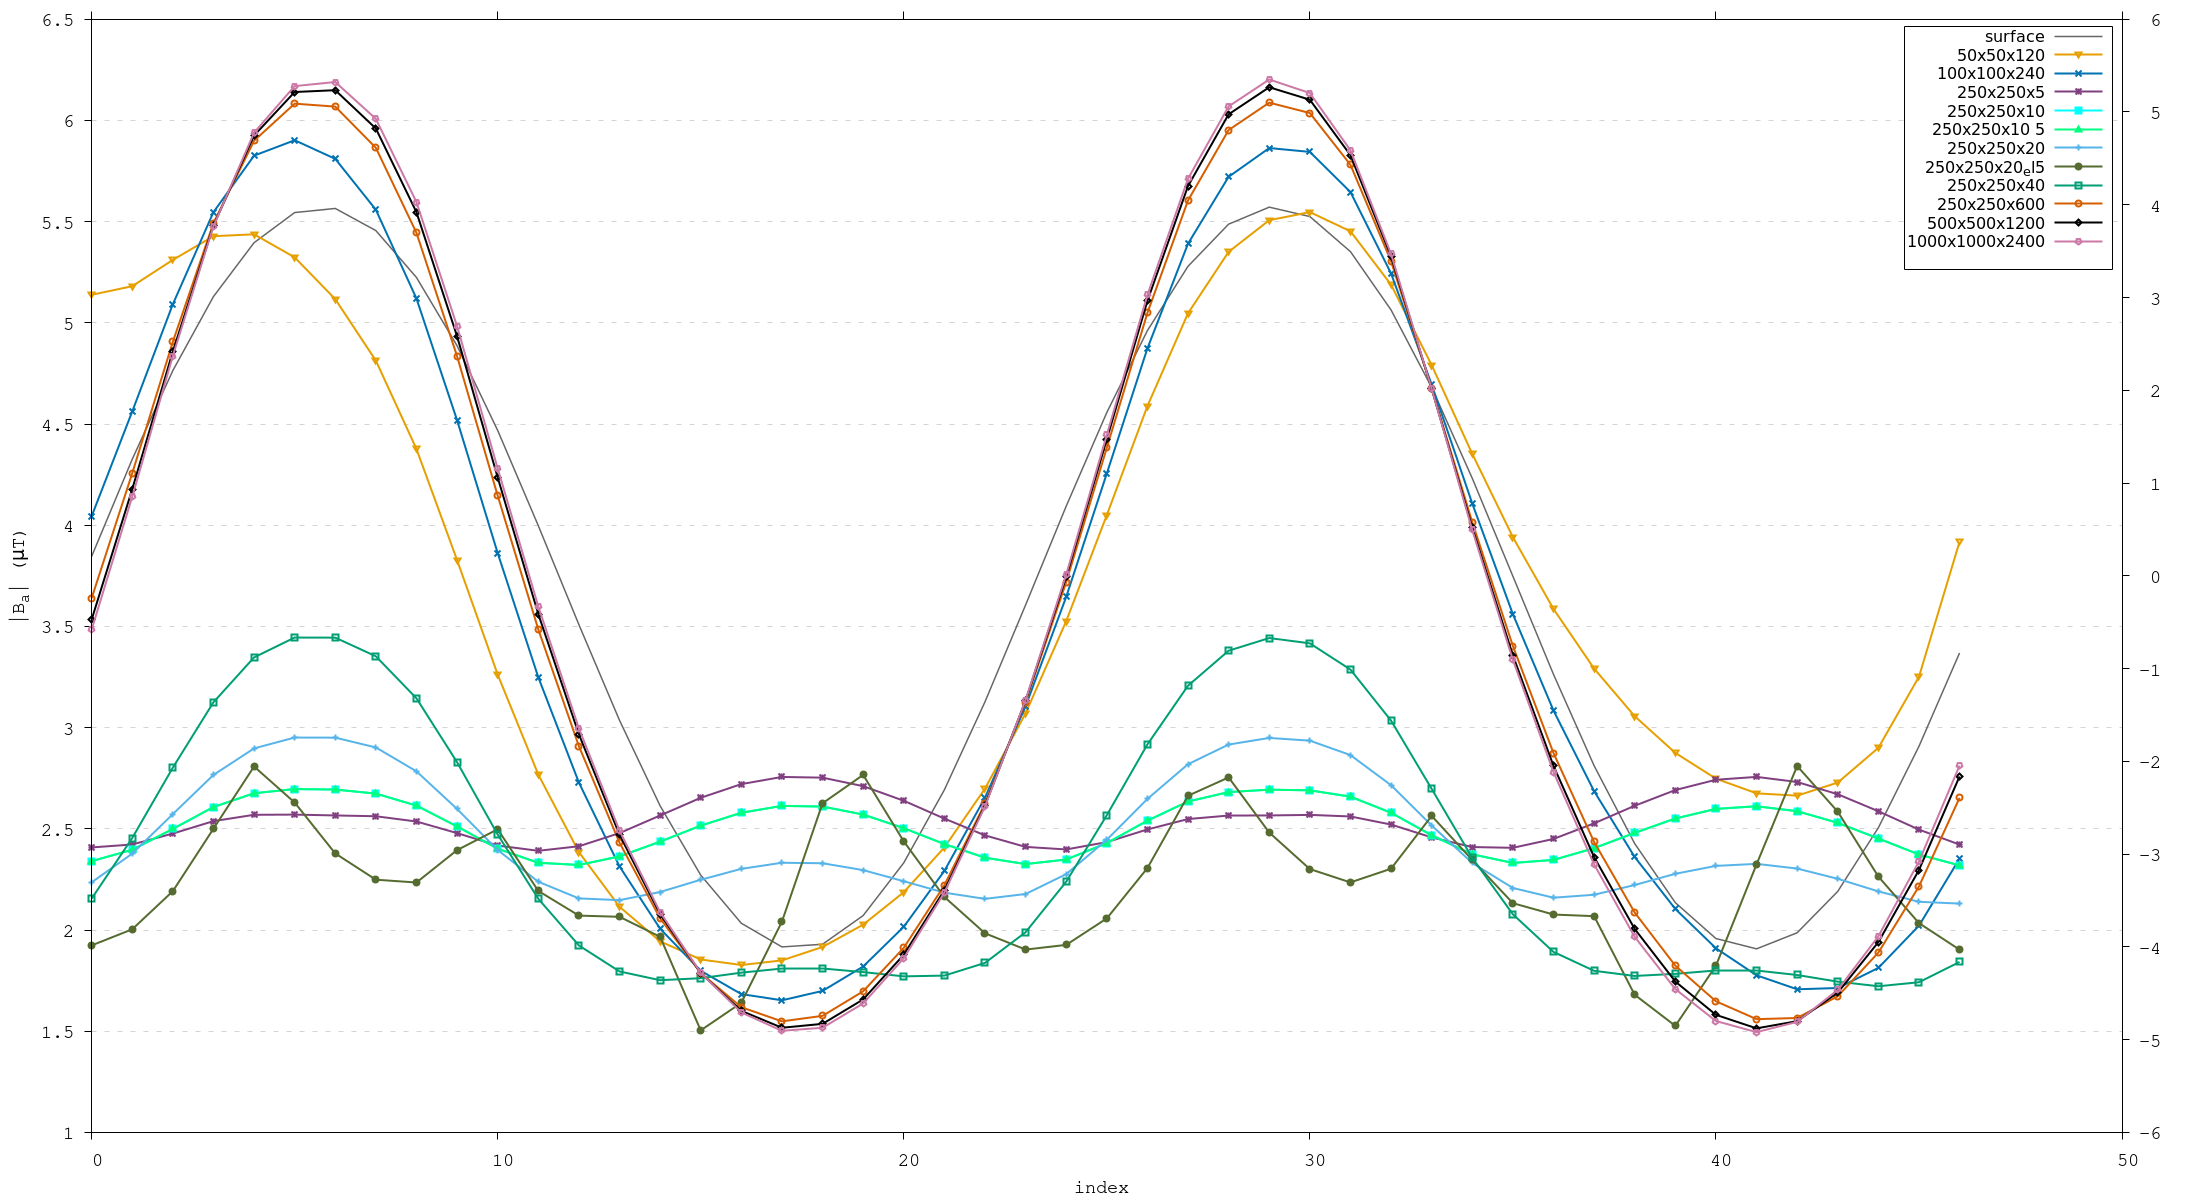 6.5
6
5.5
5
4.5
4
3.5
3
2.5
2
1.5
1
|Ba| (μT)
0 10 20 30 40 50
index
6
5
4
3
2
1
0
−1
−2
−3
−4
−5
−6
surface
50x50x120
100x100x240
250x250x5
250x250x10
250x250x10 5
250x250x20
250x250x20el5
250x250x40
250x250x600
500x500x1200
1000x1000x2400